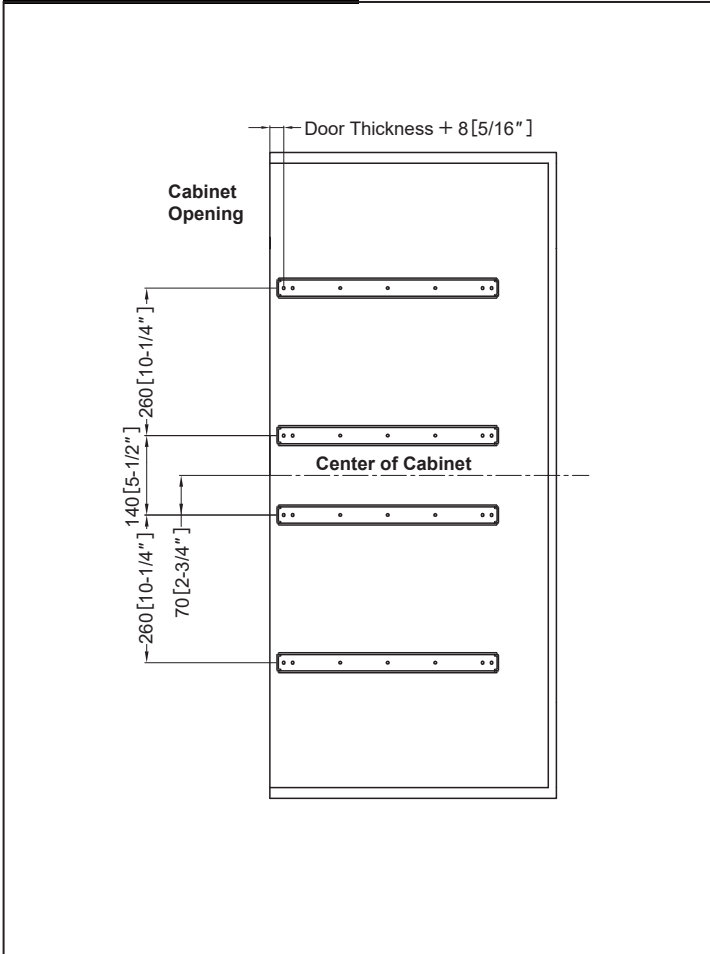 Door Thickness + 8[5/16″]
Cabinet
Opening
260[10-1/4″]
140[5-1/2″]
Center of Cabinet
70[2-3/4″]
260[10-1/4″]